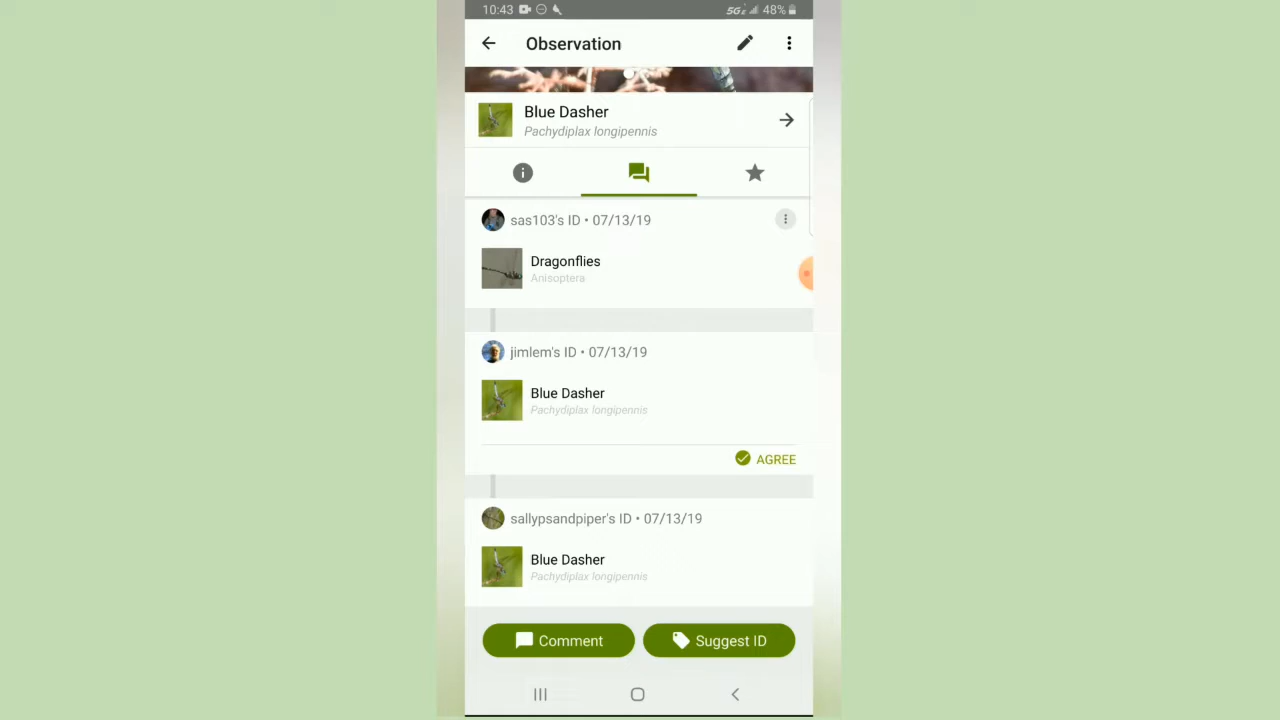 10:43
5GE 48%
Observation
Blue Dasher
Pachydiplax longipennis
sas103's ID • 07/13/19
Dragonflies
Anisoptera
jimlem's ID • 07/13/19
Blue Dasher
Pachydiplax longipennis
AGREE
sallypsandpiper's ID • 07/13/19
Blue Dasher
Pachydiplax longipennis
Comment
Suggest ID